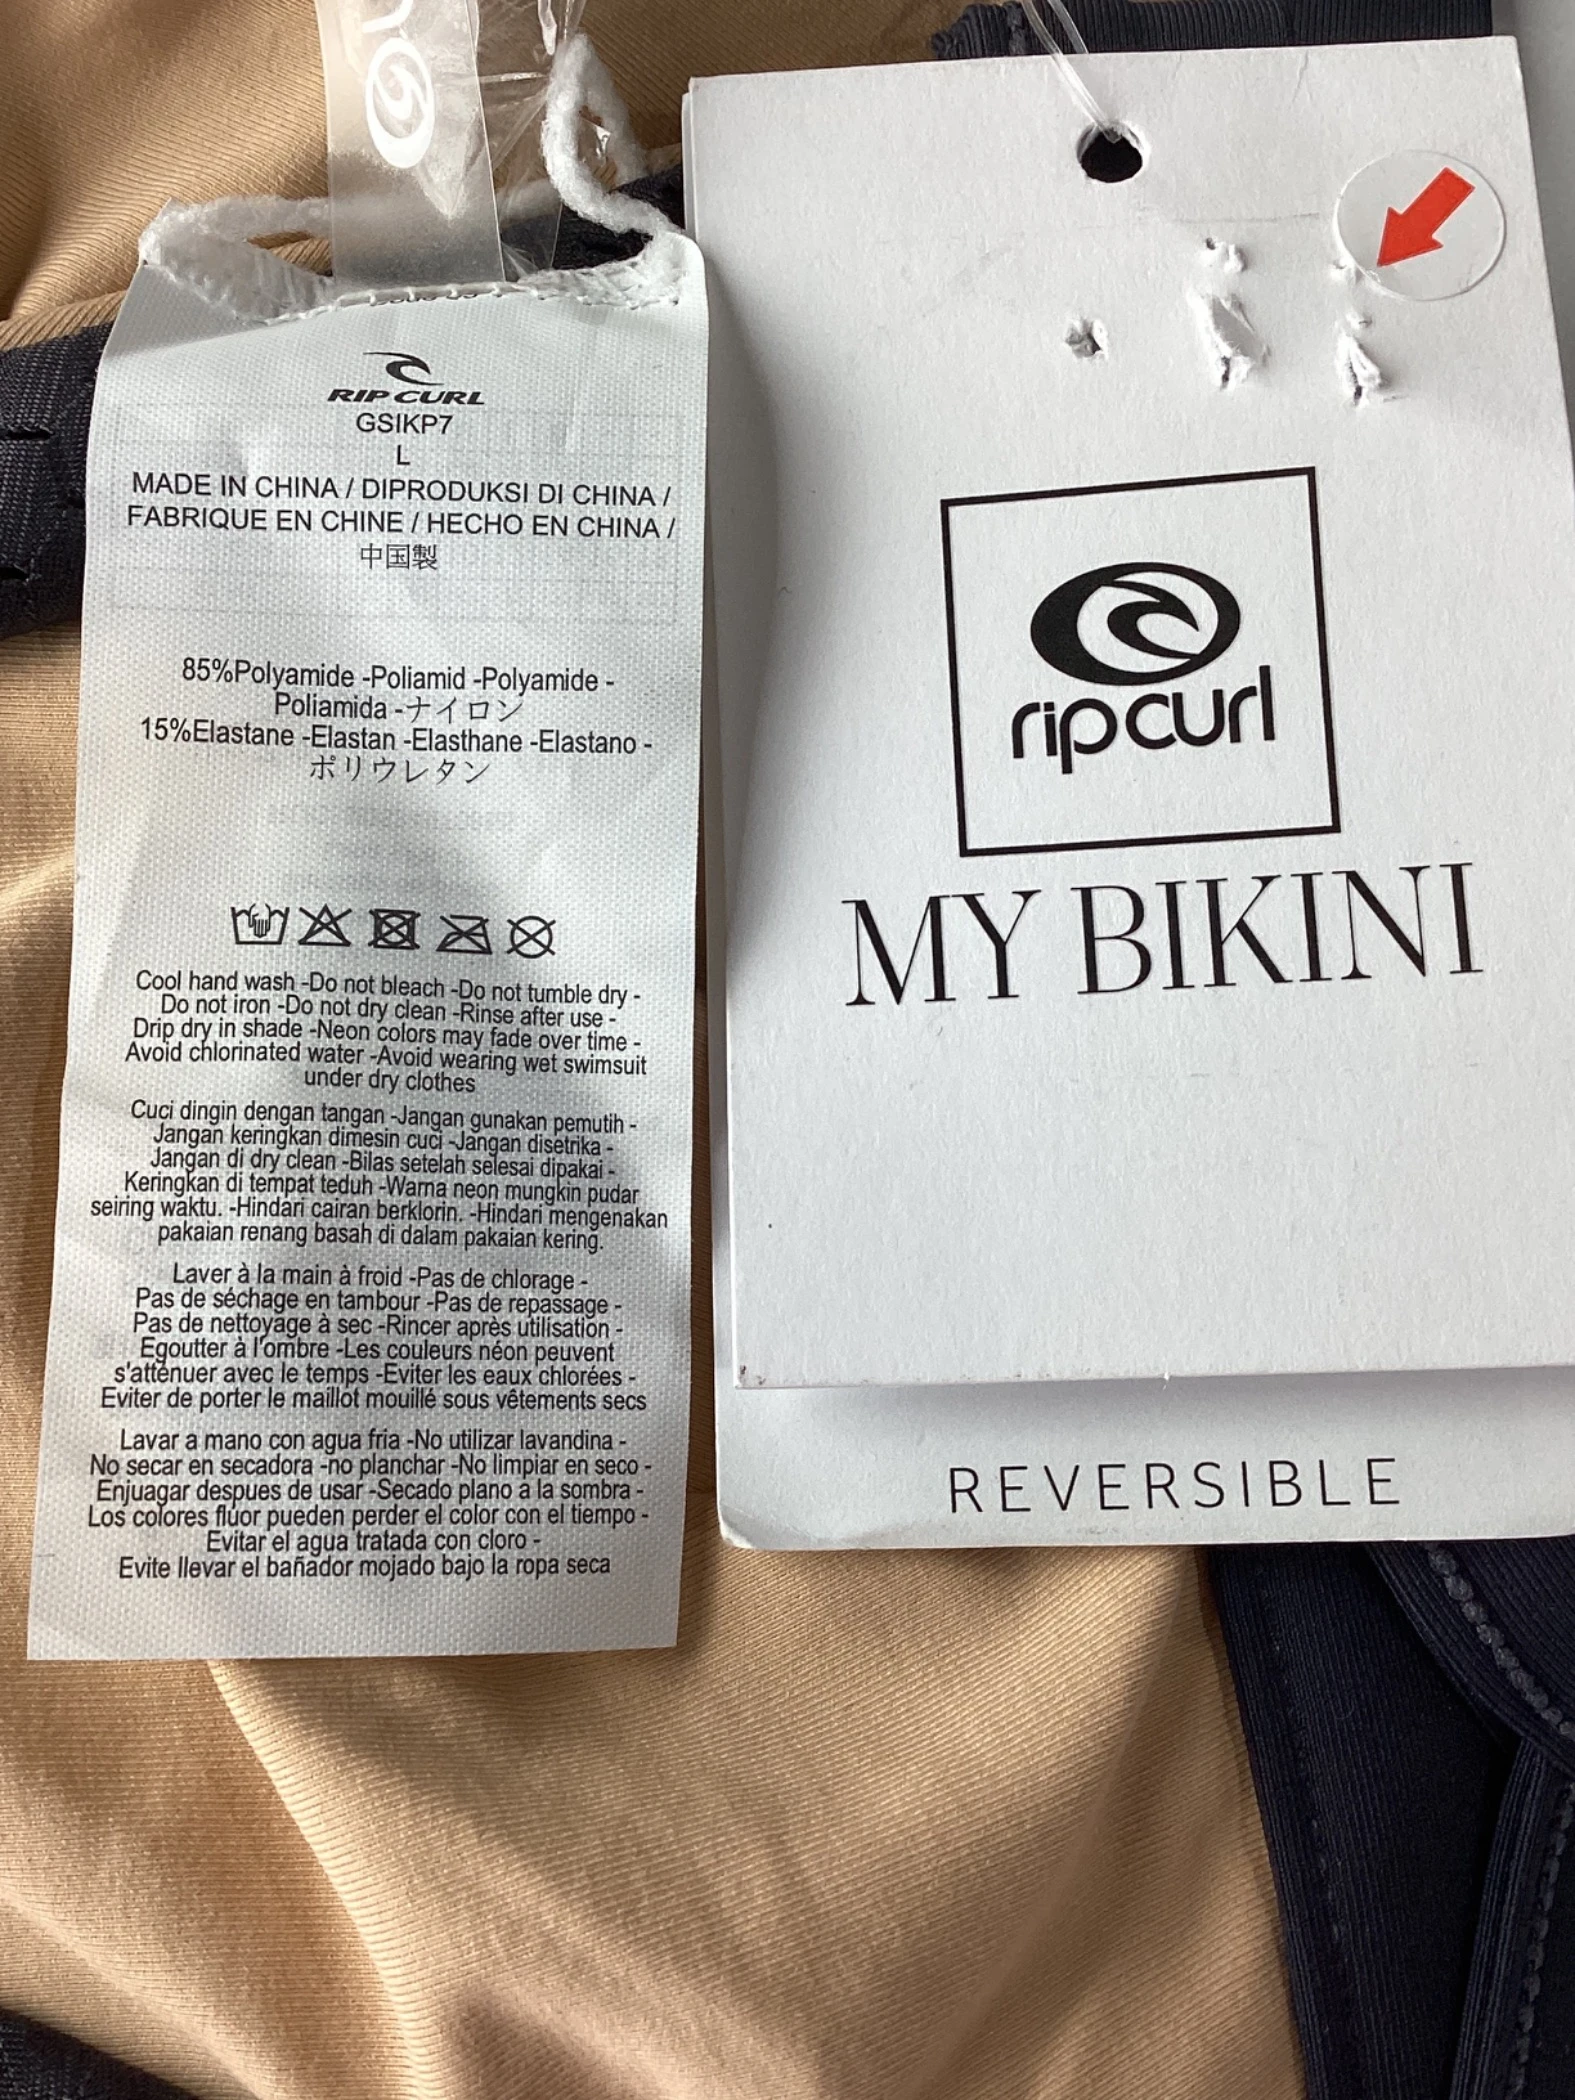 RIP CURL
GSIKP7
L
MADE IN CHINA / DIPRODUKSI DI CHINA /
FABRIQUE EN CHINE / HECHO EN CHINA /
中国製
85%Polyamide -Poliamid -Polyamide -
Poliamida -ナイロン
15%Elastane -Elastan -Elasthane -Elastano -
ポリウレタン
Cool hand wash -Do not bleach -Do not tumble dry -
Do not iron -Do not dry clean -Rinse after use -
Drip dry in shade -Neon colors may fade over time -
Avoid chlorinated water -Avoid wearing wet swimsuit
under dry clothes
Cuci dingin dengan tangan -Jangan gunakan pemutih -
Jangan keringkan dimesin cuci -Jangan disetrika -
Jangan di dry clean -Bilas setelah selesai dipakai -
Keringkan di tempat teduh -Warna neon mungkin pudar
seiring waktu. -Hindari cairan berklorin. -Hindari mengenakan
pakaian renang basah di dalam pakaian kering.
Laver à la main à froid -Pas de chlorage -
Pas de séchage en tambour -Pas de repassage -
Pas de nettoyage à sec -Rincer après utilisation -
Egoutter à l'ombre -Les couleurs néon peuvent
s'atténuer avec le temps -Eviter les eaux chlorées -
Eviter de porter le maillot mouillé sous vêtements secs
Lavar a mano con agua fria -No utilizar lavandina -
No secar en secadora -no planchar -No limpiar en seco -
Enjuagar despues de usar -Secado plano a la sombra -
Los colores fluor pueden perder el color con el tiempo -
Evitar el agua tratada con cloro -
Evite llevar el bañador mojado bajo la ropa seca
rip curl
MY BIKINI
REVERSIBLE